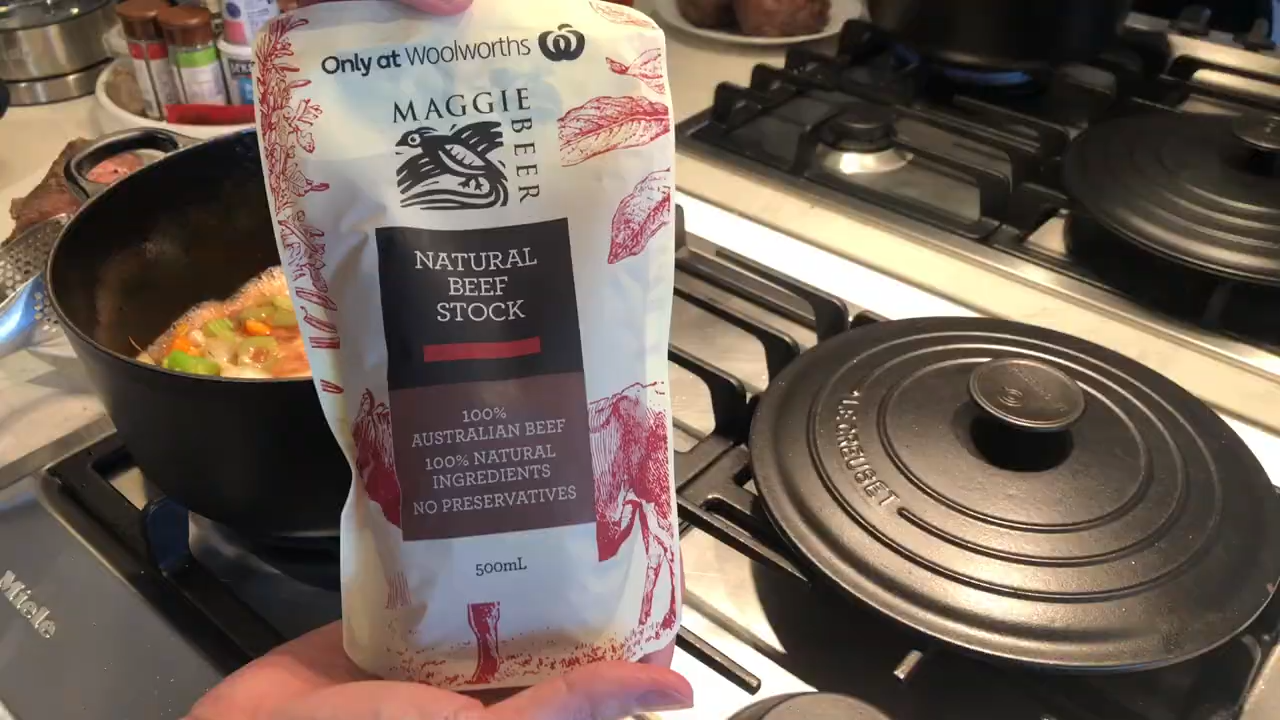 Only at Woolworths
MAGGIE
BEER
NATURAL
BEEF
STOCK
100%
AUSTRALIAN BEEF
100% NATURAL
INGREDIENTS
NO PRESERVATIVES
500mL
LE CREUSET
Miele